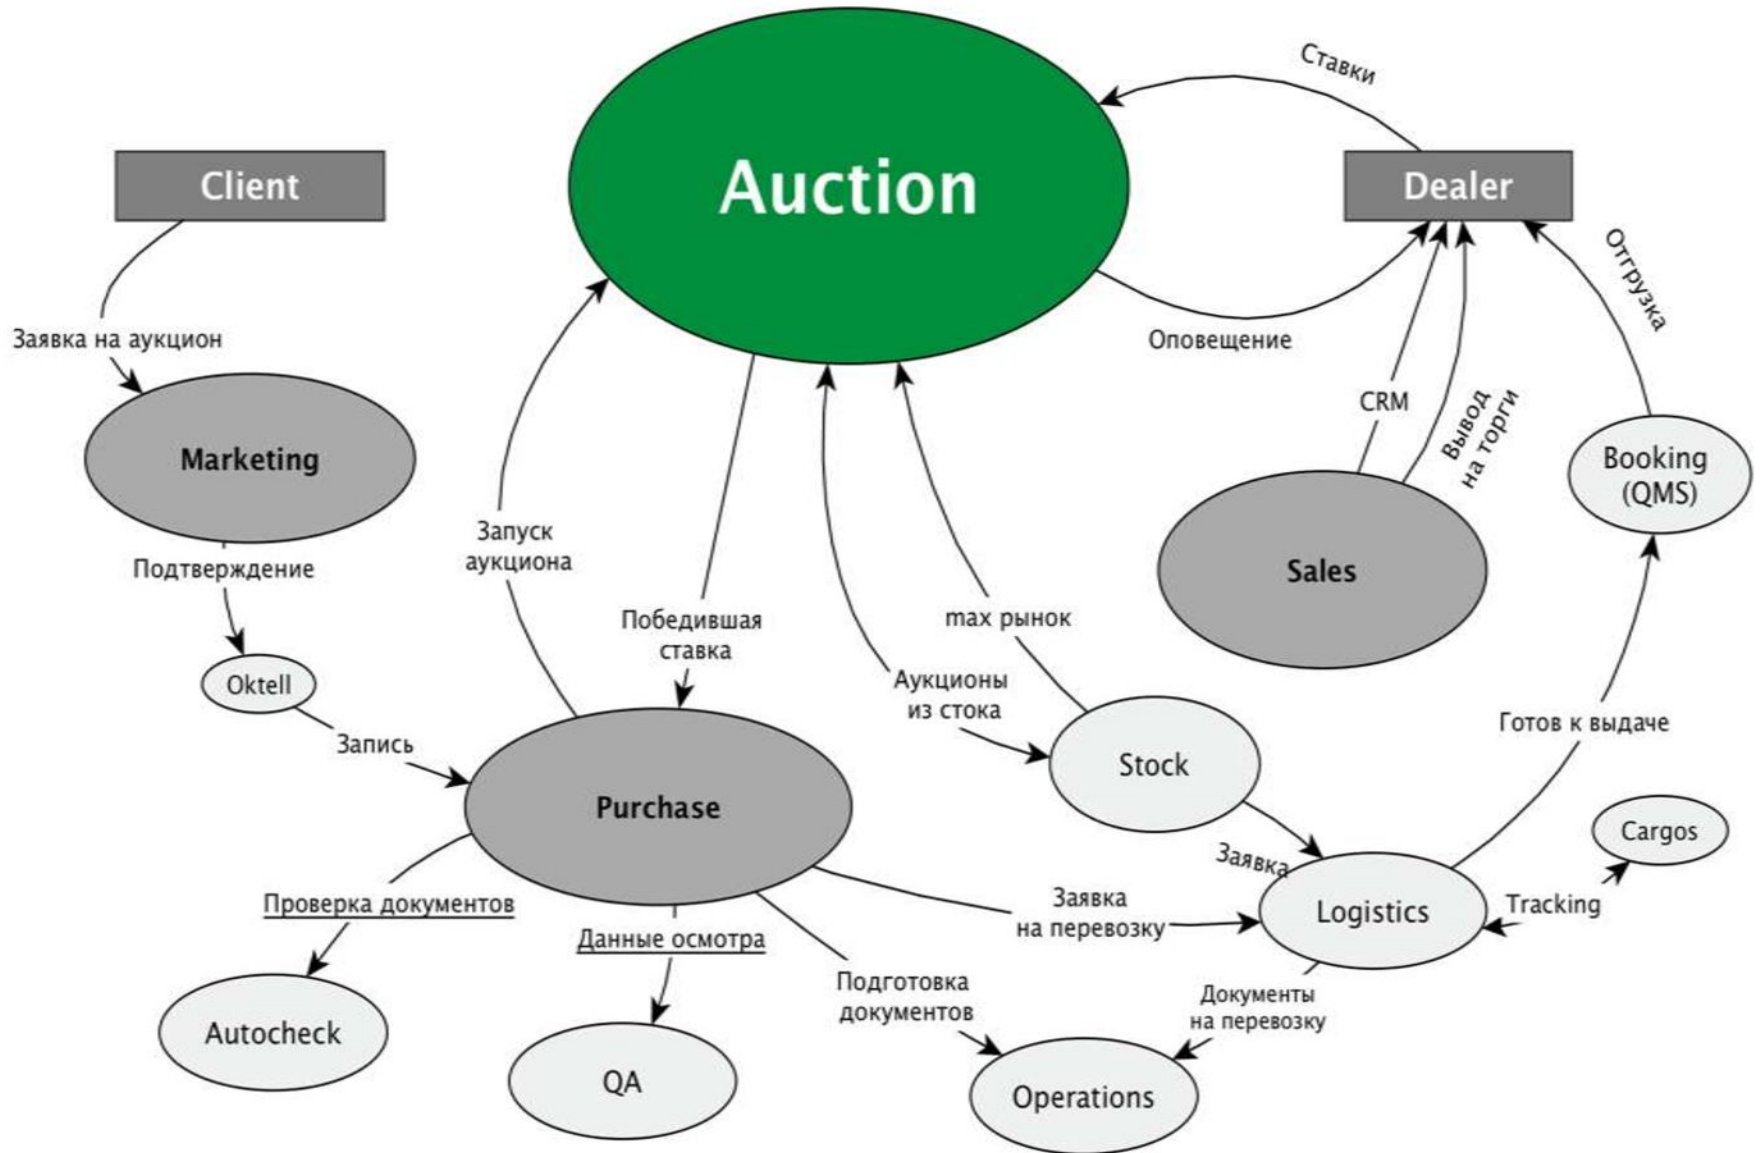 Ставки
Client
Auction
Dealer
Отгрузка
Заявка на аукцион
Оповещение
CRM
Вывод
на торги
Marketing
Booking
(QMS)
Запуск
аукциона
Подтверждение
Sales
Победившая
ставка
max рынок
Oktell
Аукционы
из стока
Готов к выдаче
Запись
Stock
Purchase
Cargos
Заявка
Проверка документов
Заявка
на перевозку
Logistics
Tracking
Данные осмотра
Подготовка
документов
Документы
на перевозку
Autocheck
QA
Operations